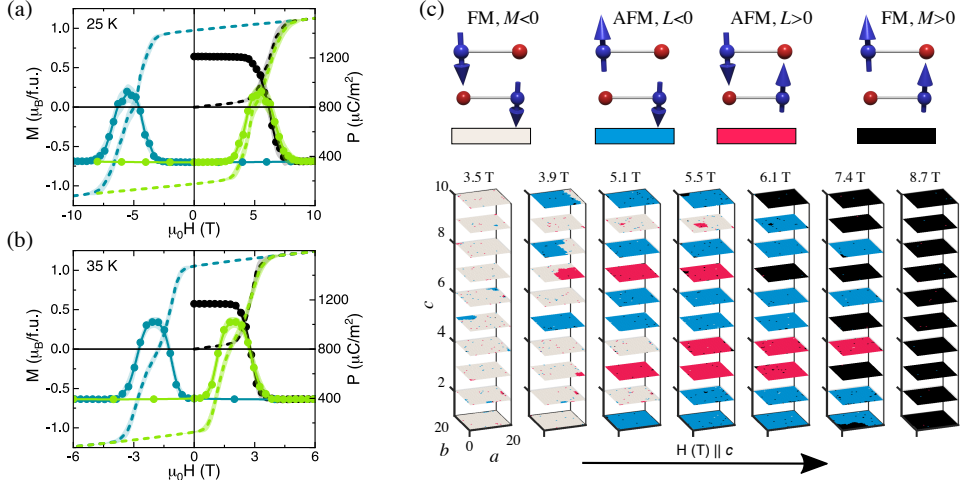 (a)
25 K
1.0
0.5
0.0
-0.5
-1.0
M (μB/f.u.)
1200
800
400
P (μC/m²)
-10 -5 0 5 10
μ0H (T)
(b)
35 K
1.0
0.5
0.0
-0.5
-1.0
M (μB/f.u.)
1200
800
400
P (μC/m²)
-6 -3 0 3 6
μ0H (T)
(c)
FM, M<0 AFM, L<0 AFM, L>0 FM, M>0
3.5 T 3.9 T 5.1 T 5.5 T 6.1 T 7.4 T 8.7 T
10
8
6
c
4
2
20
b
0
a
20
H (T) || c